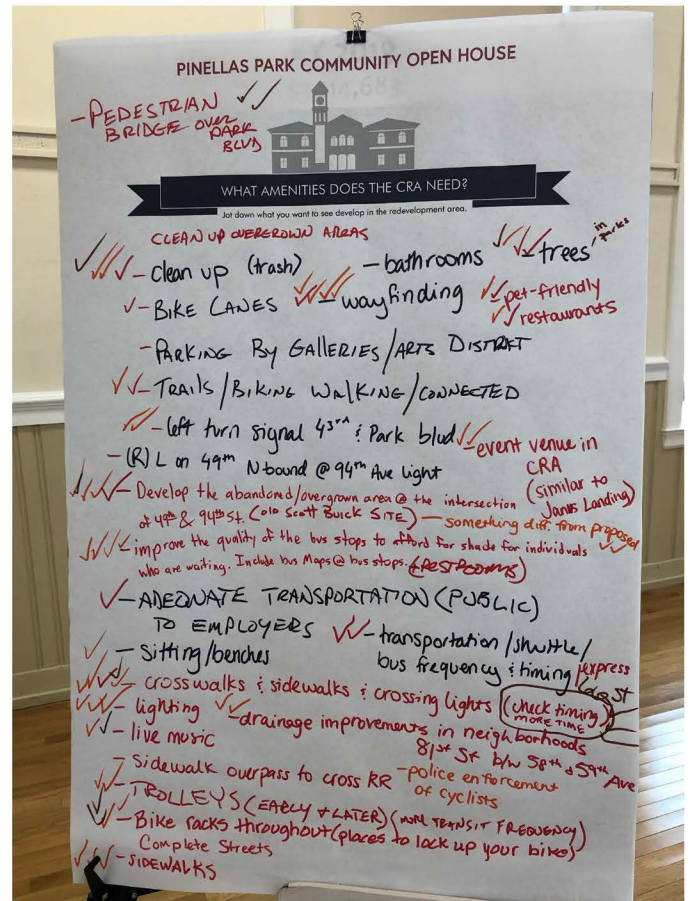 PINELLAS PARK COMMUNITY OPEN HOUSE
- PEDESTRIAN
BRIDGE OVER PARK BLVD
WHAT AMENITIES DOES THE CRA NEED?
Jot down what you want to see develop in the redevelopment area.
CLEAN UP OVERGROWN AREAS
- clean up (trash)
- bathrooms
- trees in parks
- BIKE LANES
- wayfinding
- pet-friendly
restaurants
- PARKING BY GALLERIES/ARTS DISTRICT
- TRAILS/BIKING WALKING/CONNECTED
- left turn signal 43rd & Park blvd
- event venue in
CRA
(similar to
Janus Landing)
- (R) L on 49th N bound @ 94th Ave light
- Develop the abandoned/overgrown area @ the intersection
of 49th & 94th St. (OLD Scott Buick SITE) - something diff. from proposed
- improve the quality of the bus stops to afford for shade for individuals
who are waiting. Include bus Maps @ bus stops. (RESTROOMS)
- ADEQUATE TRANSPORTATION (PUBLIC)
TO EMPLOYERS
- transportation/shuttle/
bus frequency & timing/express
- Sitting/benches
- crosswalks & sidewalks & crossing lights (check timing
MORE TIME)
- lighting
- drainage improvements in neighborhoods
81st St b/w 58th & 59th Ave
- live music
- Sidewalk overpass to cross RR
- police enforcement
of cyclists
- TROLLEYS (EARLY & LATER) (MORE TRANSIT FREQUENCY)
- Bike racks throughout (places to lock up your bike)
Complete Streets
- SIDEWALKS